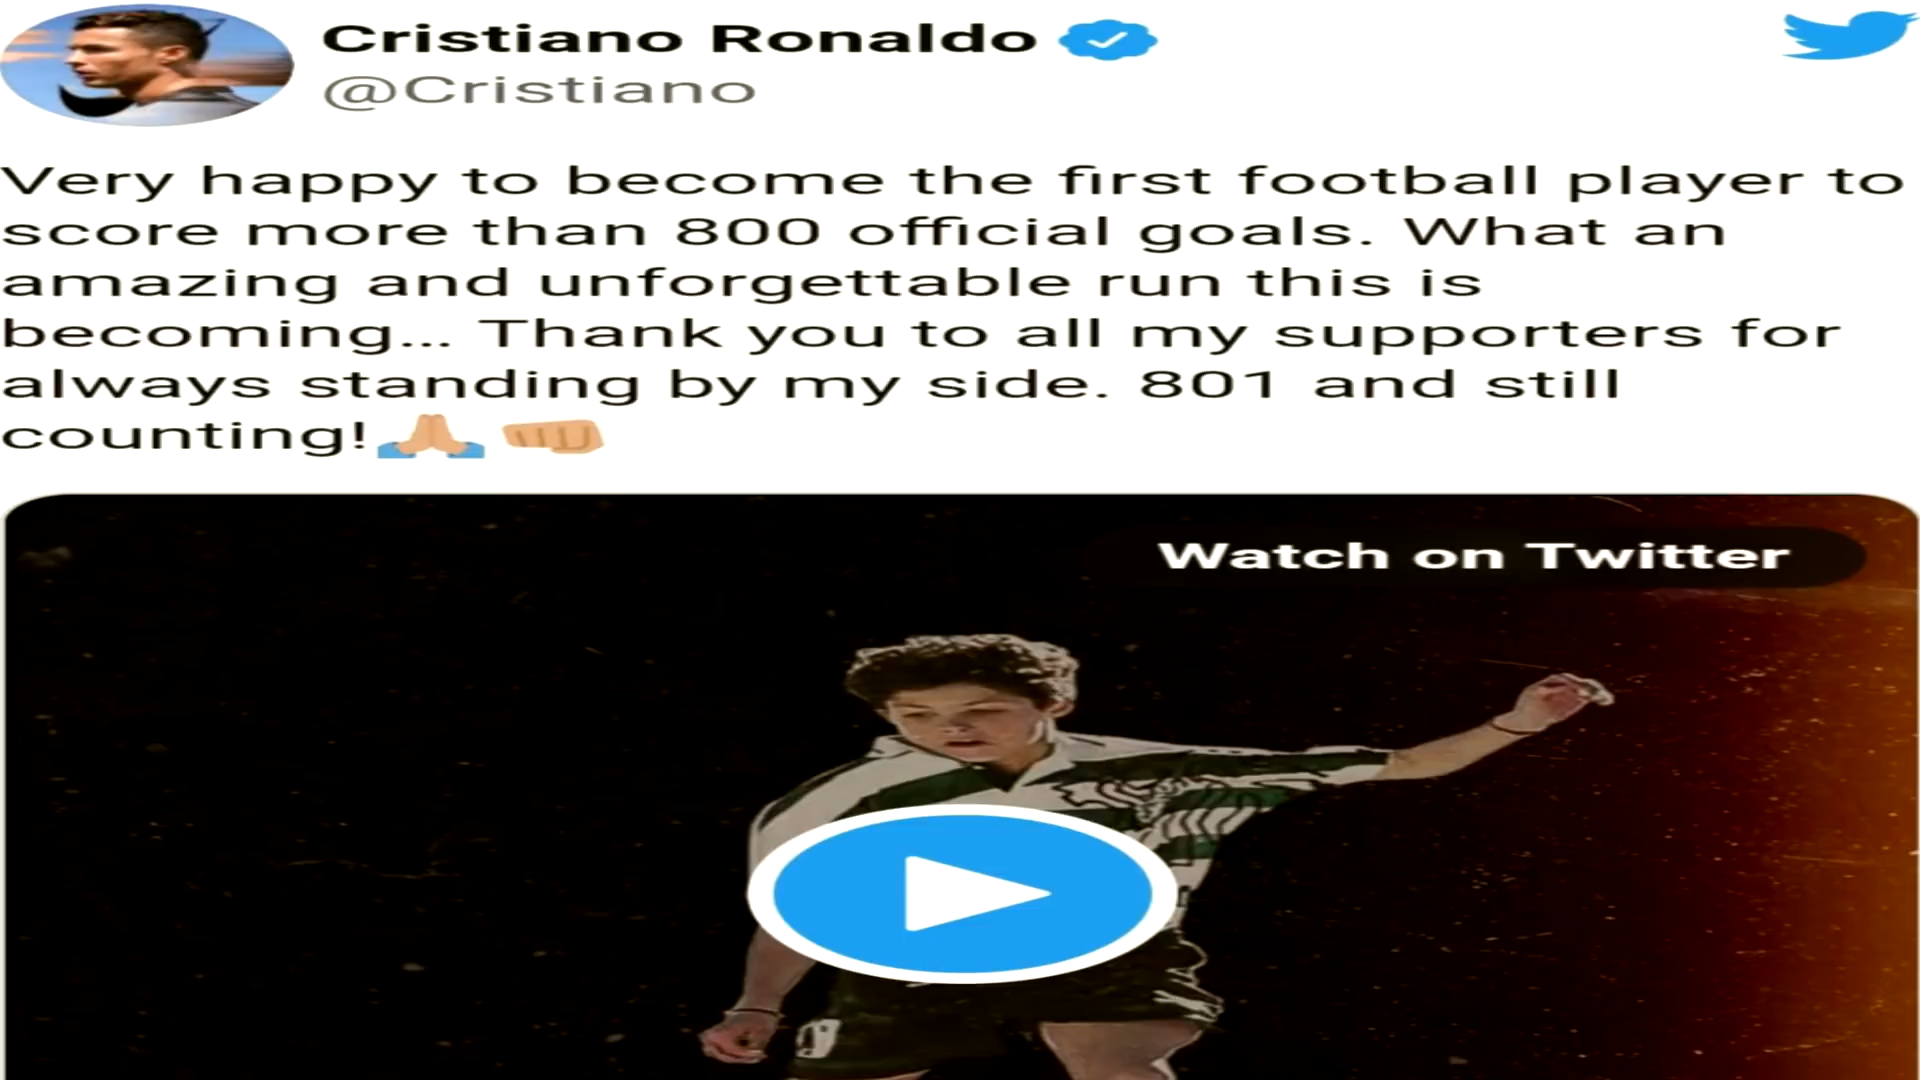 Cristiano Ronaldo
@Cristiano
Very happy to become the first football player to
score more than 800 official goals. What an
amazing and unforgettable run this is
becoming... Thank you to all my supporters for
always standing by my side. 801 and still
counting!🙏🏼 👊🏼
Watch on Twitter